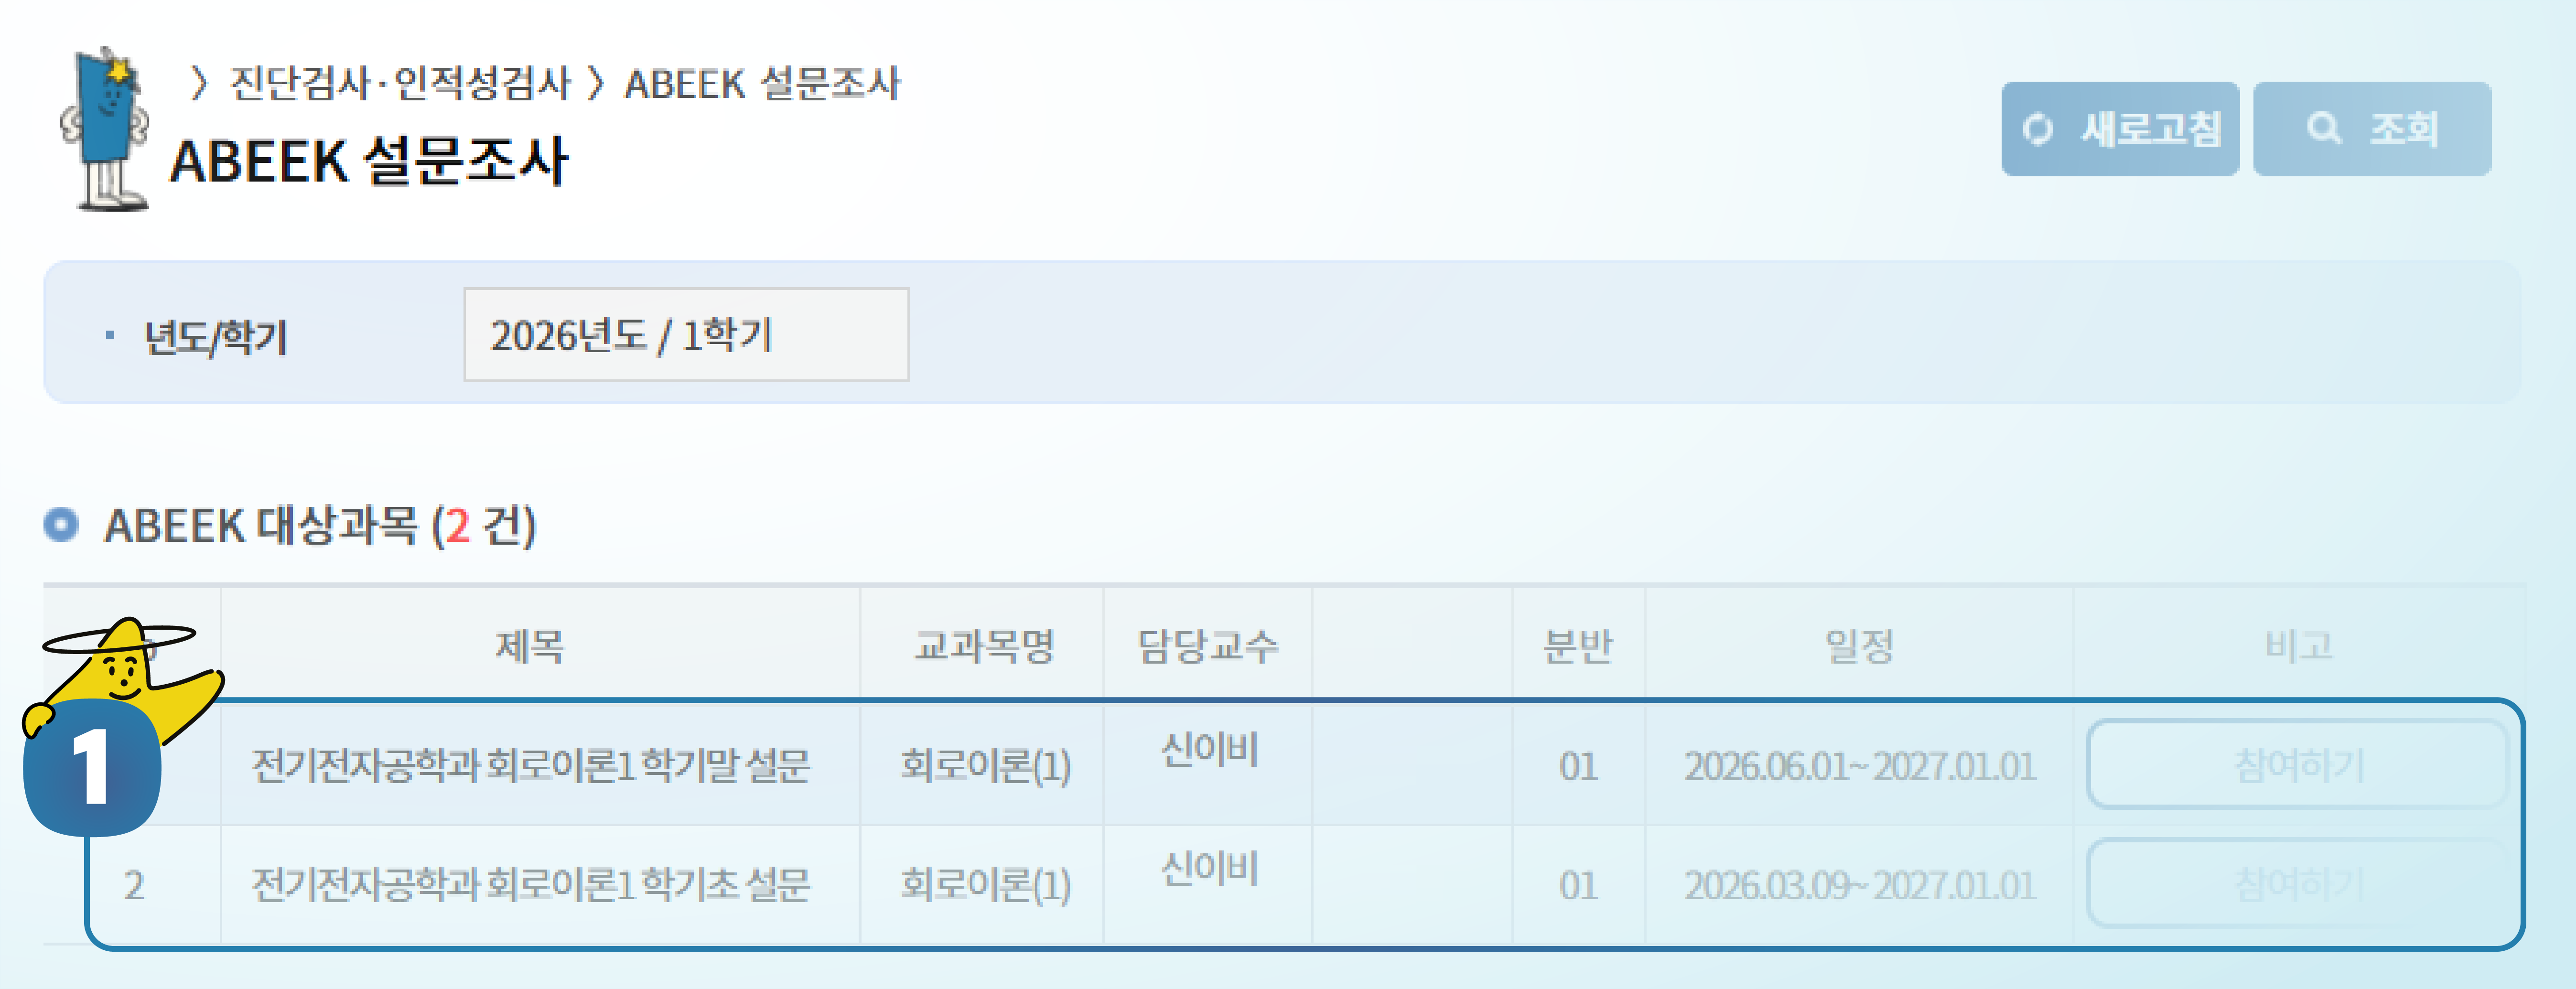 〉 진단검사·인적성검사 〉 ABEEK 설문조사
ABEEK 설문조사
새로고침 조회
년도/학기 2026년도 / 1학기
ABEEK 대상과목 (2 건)
제목 교과목명 담당교수 분반 일정 비고
1 전기전자공학과 회로이론1 학기말 설문 회로이론(1) 신이비 01 2026.06.01~2027.01.01 참여하기
2 전기전자공학과 회로이론1 학기초 설문 회로이론(1) 신이비 01 2026.03.09~2027.01.01 참여하기